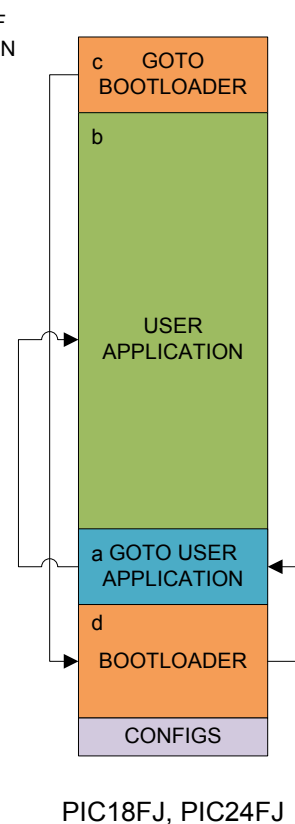 F
N
c GOTO
BOOTLOADER
b
USER
APPLICATION
a GOTO USER
APPLICATION
d
BOOTLOADER
CONFIGS
PIC18FJ, PIC24FJ